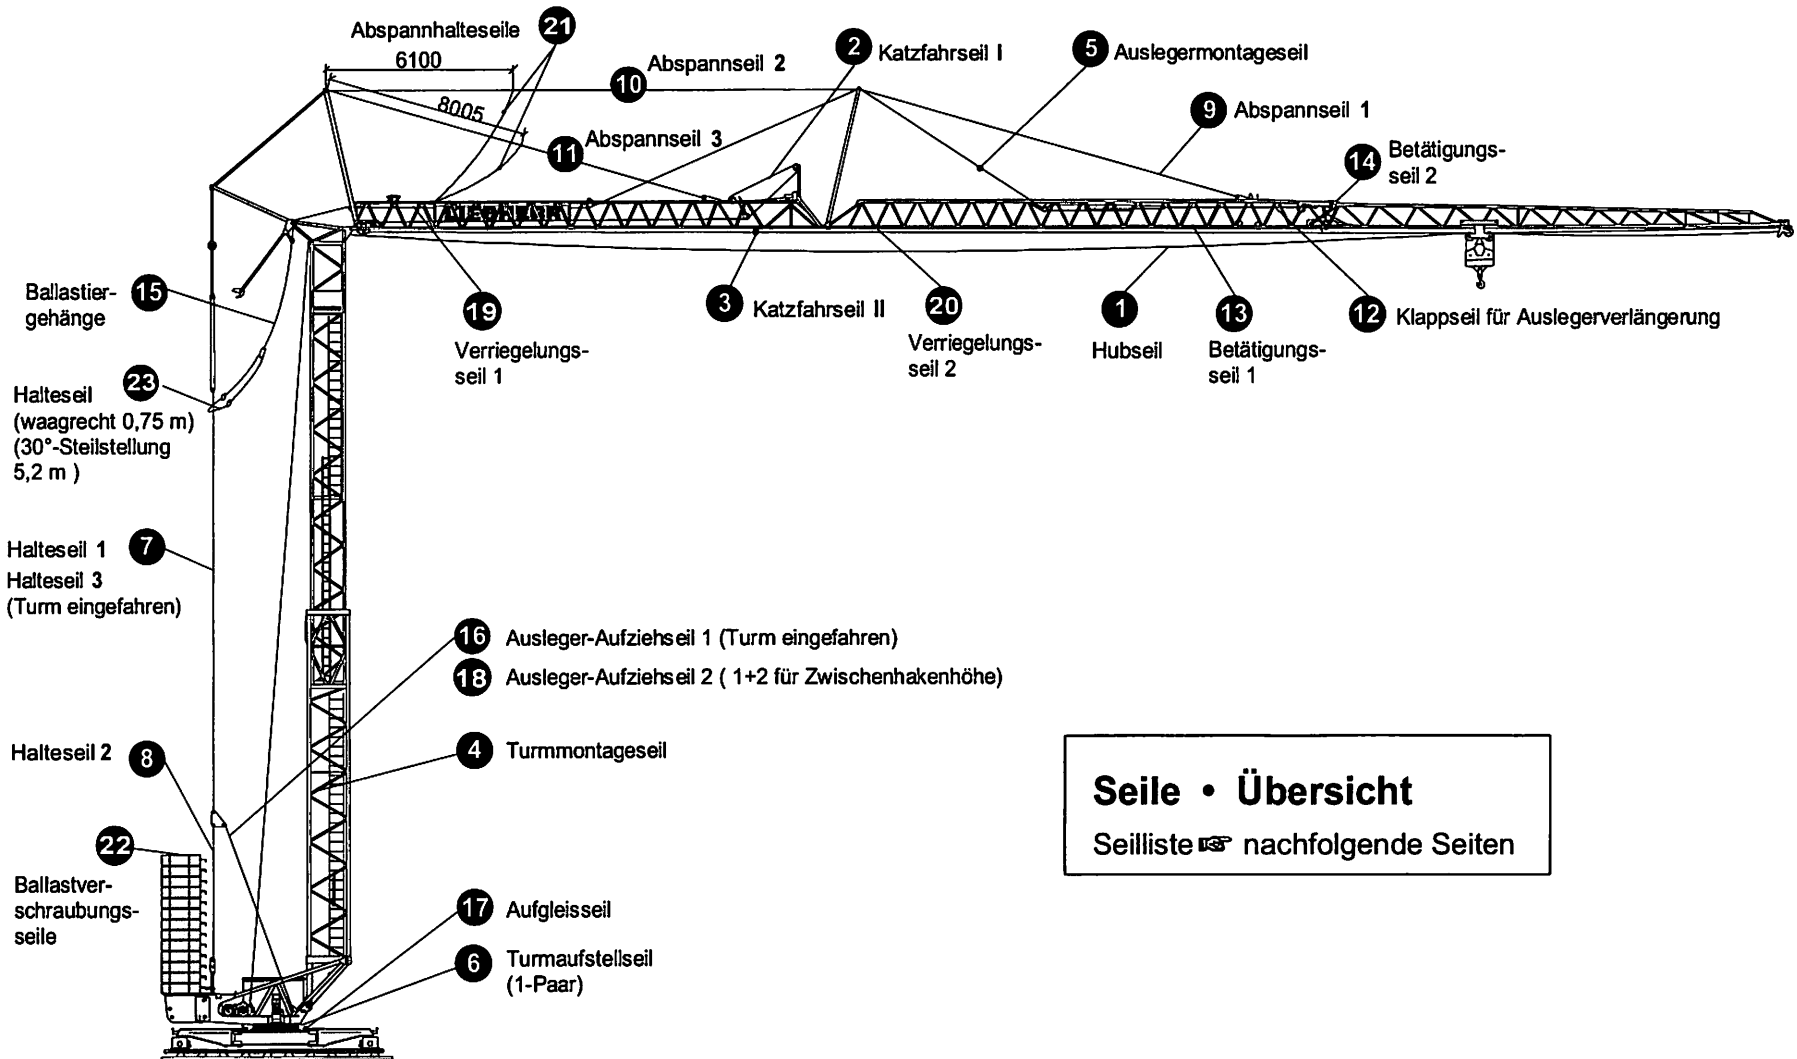 Abspannhalteseile
21
6100
8005
10
Abspannseil 2
2
Katzfahrseil I
5
Auslegermontageseil
9
Abspannseil 1
11
Abspannseil 3
14
Betätigungs-
seil 2
15
Ballastier-
gehänge
19
Verriegelungs-
seil 1
3
Katzfahrseil II
20
Verriegelungs-
seil 2
1
Hubseil
13
Betätigungs-
seil 1
12
Klappseil für Auslegerverlängerung
23
Halteseil
(waagrecht 0,75 m)
(30°-Steilstellung
5,2 m )
7
Halteseil 1
Halteseil 3
(Turm eingefahren)
16
Ausleger-Aufziehseil 1 (Turm eingefahren)
18
Ausleger-Aufziehseil 2 ( 1+2 für Zwischenhakenhöhe)
8
Halteseil 2
4
Turmmontageseil
22
Ballastver-
schraubungs-
seile
17
Aufgleisseil
6
Turmaufstellseil
(1-Paar)
Seile • Übersicht
Seilliste ☞ nachfolgende Seiten